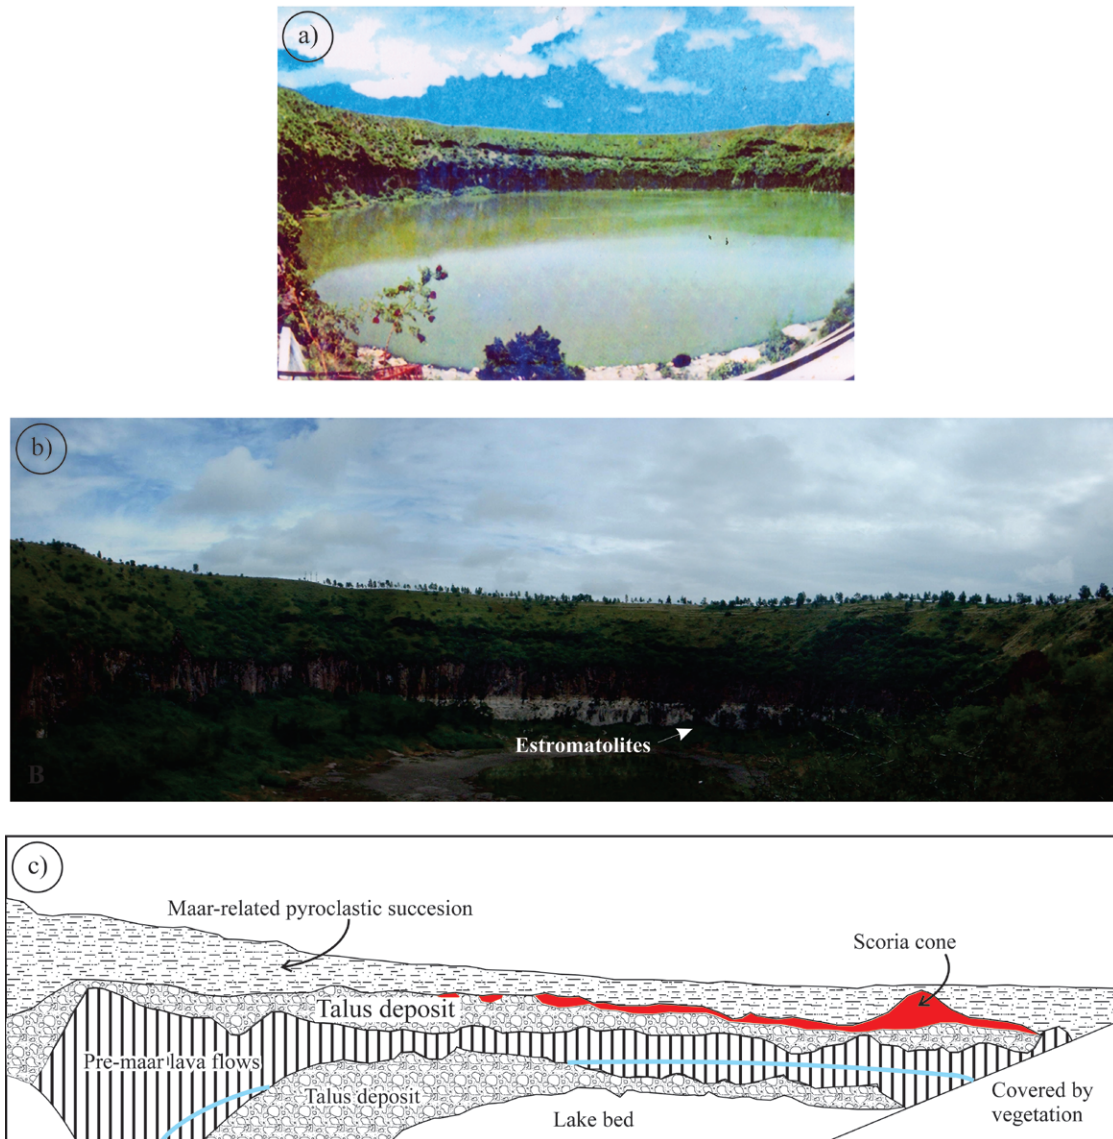 a)
b)
Estromatolites
B
c)
Maar-related pyroclastic succesion
Scoria cone
Talus deposit
Pre-maar lava flows
Talus deposit
Covered by
vegetation
Lake bed